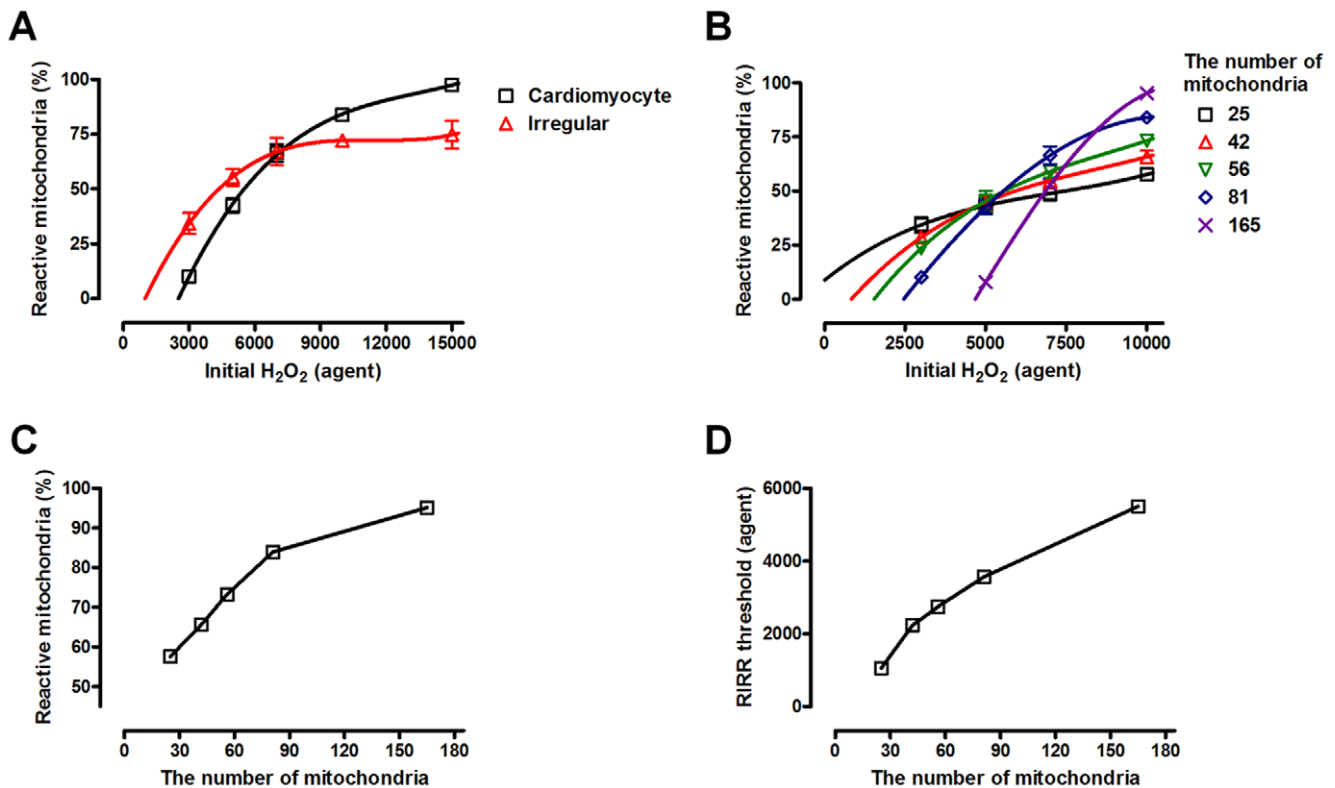 A
Reactive mitochondria (%)
100
75
50
25
0
0 3000 6000 9000 12000 15000
Initial H₂O₂ (agent)
Cardiomyocyte
Irregular
B
Reactive mitochondria (%)
100
75
50
25
0
0 2500 5000 7500 10000
Initial H₂O₂ (agent)
The number of
mitochondria
25
42
56
81
165
C
Reactive mitochondria (%)
100
90
80
70
60
50
0 30 60 90 120 150 180
The number of mitochondria
D
RIRR threshold (agent)
6000
4000
2000
0
0 30 60 90 120 150 180
The number of mitochondria